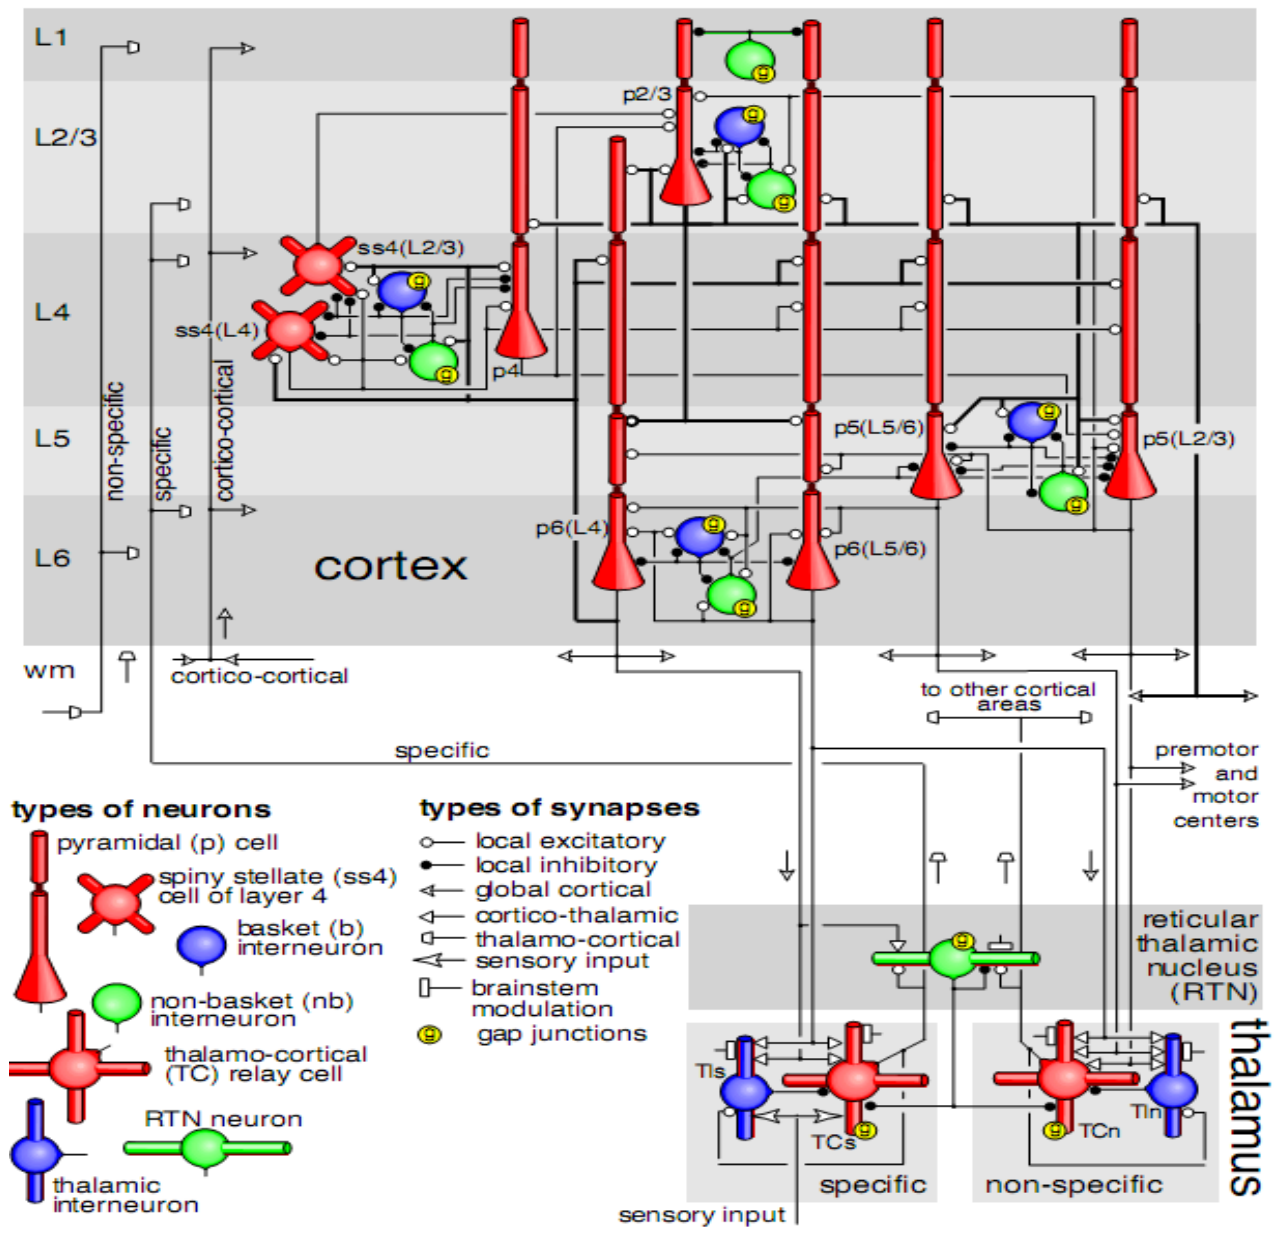 L1
L2/3
L4
L5
L6
wm
non-specific
specific
cortico-cortical
cortex
p2/3
ss4(L2/3)
ss4(L4)
p4
p5(L5/6)
p5(L2/3)
p6(L4)
p6(L5/6)
g
g
g
g
g
g
g
g
g
cortico-cortical
specific
to other cortical
areas
premotor
and
motor
centers
types of neurons
pyramidal (p) cell
spiny stellate (ss4)
cell of layer 4
basket (b)
interneuron
non-basket (nb)
interneuron
thalamo-cortical
(TC) relay cell
RTN neuron
thalamic
interneuron
types of synapses
local excitatory
local inhibitory
global cortical
cortico-thalamic
thalamo-cortical
sensory input
brainstem
modulation
g
gap junctions
reticular
thalamic
nucleus
(RTN)
g
thalamus
TIs
TCs
g
specific
g
TCn
TIn
non-specific
sensory input